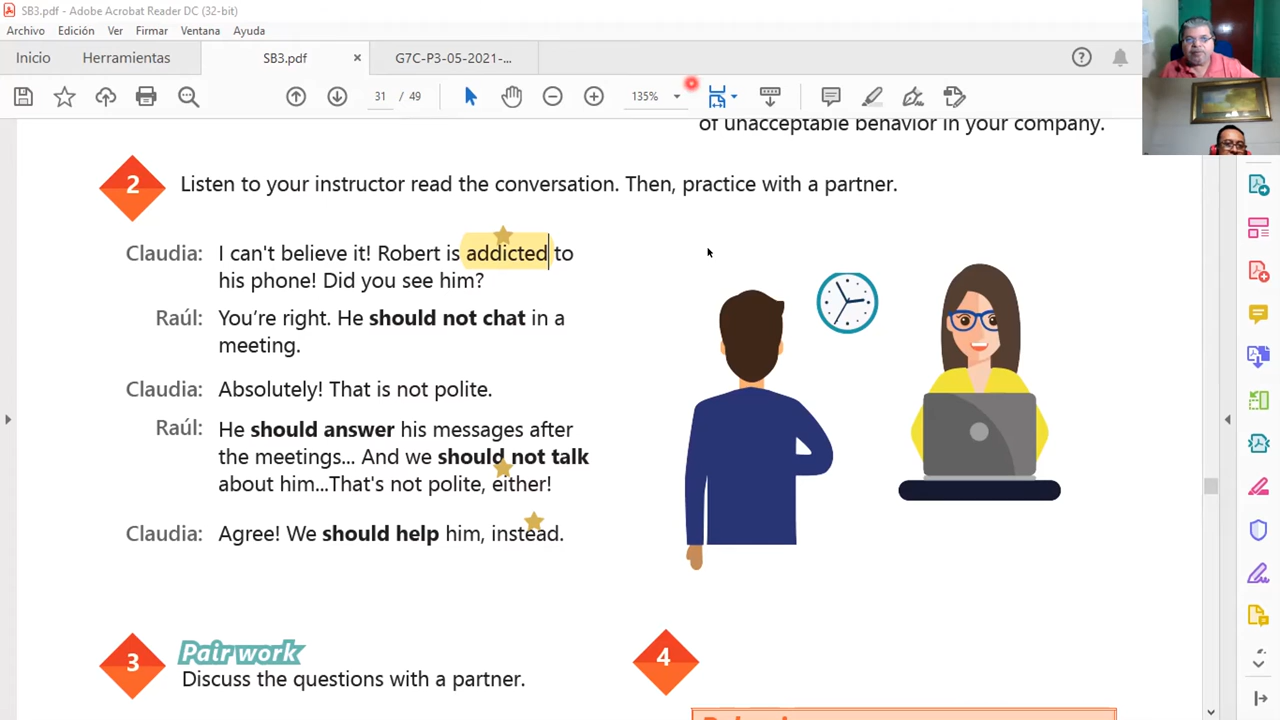 SB3.pdf - Adobe Acrobat Reader DC (32-bit)
Archivo Edición Ver Firmar Ventana Ayuda
Inicio Herramientas SB3.pdf × G7C-P3-05-2021-...
31 / 49 135%
of unacceptable behavior in your company.
2 Listen to your instructor read the conversation. Then, practice with a partner.
Claudia: I can't believe it! Robert is addicted to
his phone! Did you see him?
Raúl: You’re right. He should not chat in a
meeting.
Claudia: Absolutely! That is not polite.
Raúl: He should answer his messages after
the meetings... And we should not talk
about him...That's not polite, either!
Claudia: Agree! We should help him, instead.
3 Pair work
Discuss the questions with a partner.
4